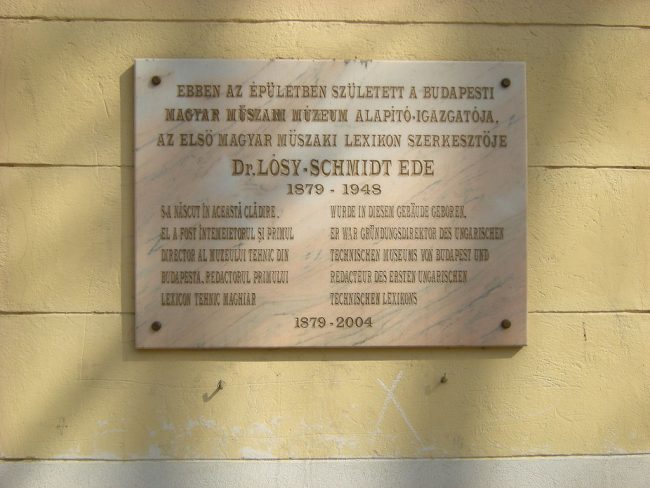 EBBEN AZ ÉPÜLETBEN SZÜLETETT A BUDAPESTI
MAGYAR MŰSZAKI MÚZEUM ALAPÍTÓ-IGAZGATÓJA,
AZ ELSŐ MAGYAR MŰSZAKI LEXIKON SZERKESZTŐJE
Dr. LÓSY-SCHMIDT EDE
1879 - 1948
S-A NĂSCUT ÎN ACEASTĂ CLĂDIRE.
EL A FOST ÎNTEMEIETORUL ŞI PRIMUL
DIRECTOR AL MUZEULUI TEHNIC DIN
BUDAPESTA, REDACTORUL PRIMULUI
LEXICON TEHNIC MAGHIAR
WURDE IN DIESEM GEBÄUDE GEBOREN.
ER WAR GRÜNDUNGSDIREKTOR DES UNGARISCHEN
TECHNISCHEN MUSEUMS VON BUDAPEST UND
REDACTEUR DES ERSTEN UNGARISCHEN
TECHNISCHEN LEXIKONS
1879-2004